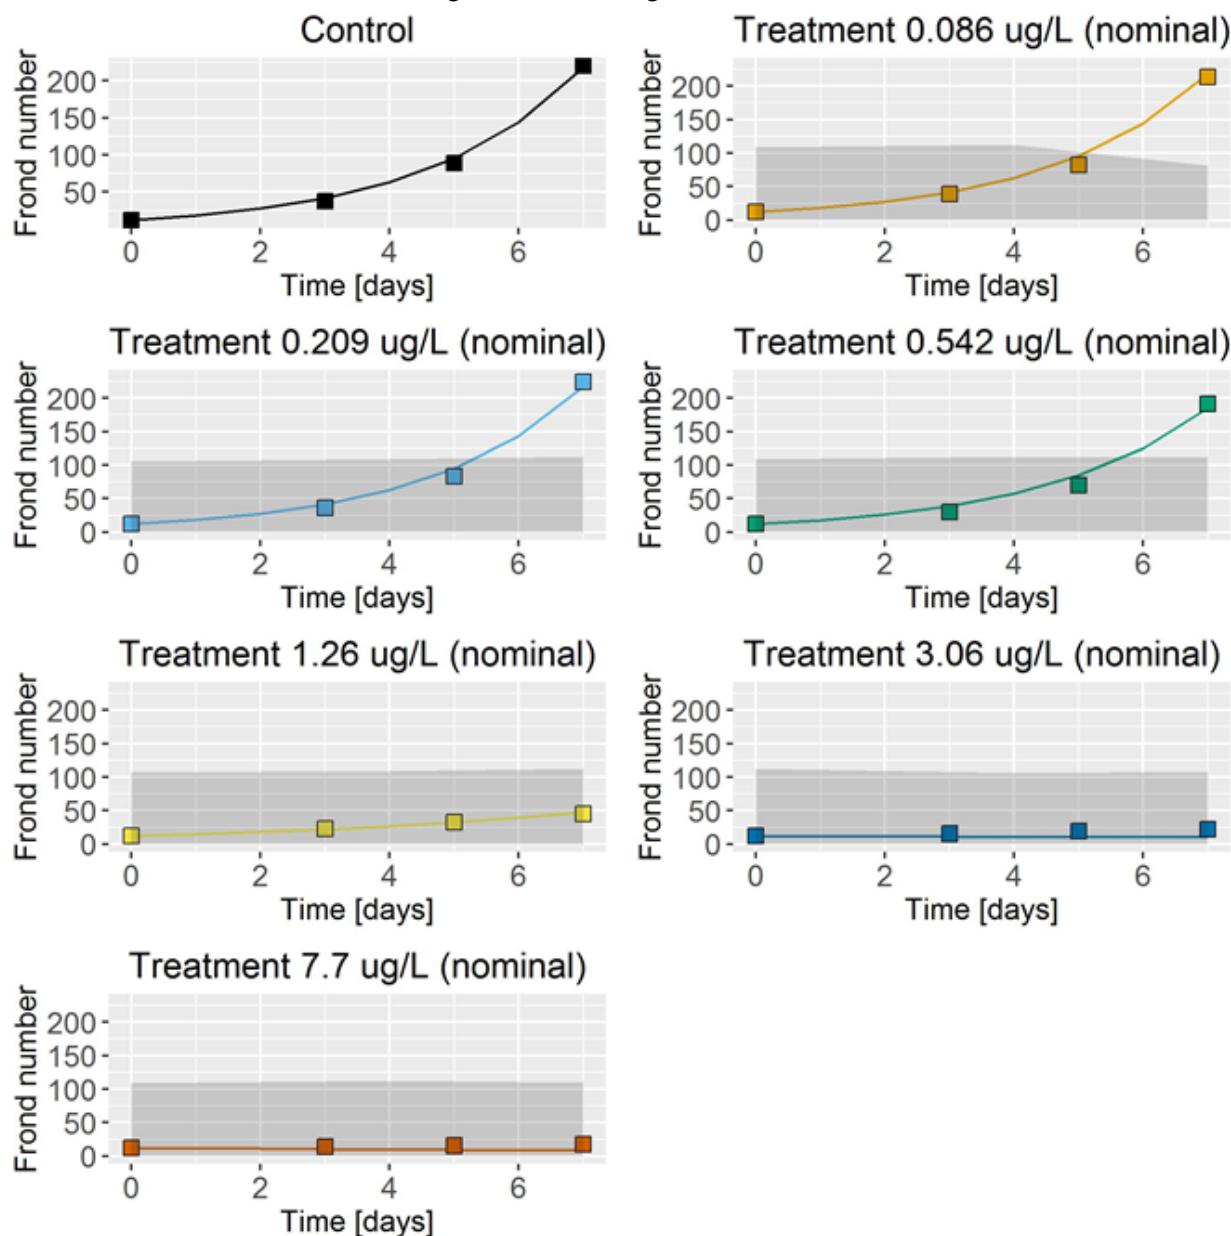 Control
Frond number
200
150
100
50
0 2 4 6
Time [days]
Treatment 0.086 ug/L (nominal)
Frond number
200
150
100
50
0
0 2 4 6
Time [days]
Treatment 0.209 ug/L (nominal)
Frond number
200
150
100
50
0
0 2 4 6
Time [days]
Treatment 0.542 ug/L (nominal)
Frond number
200
150
100
50
0
0 2 4 6
Time [days]
Treatment 1.26 ug/L (nominal)
Frond number
200
150
100
50
0
0 2 4 6
Time [days]
Treatment 3.06 ug/L (nominal)
Frond number
200
150
100
50
0
0 2 4 6
Time [days]
Treatment 7.7 ug/L (nominal)
Frond number
200
150
100
50
0
0 2 4 6
Time [days]